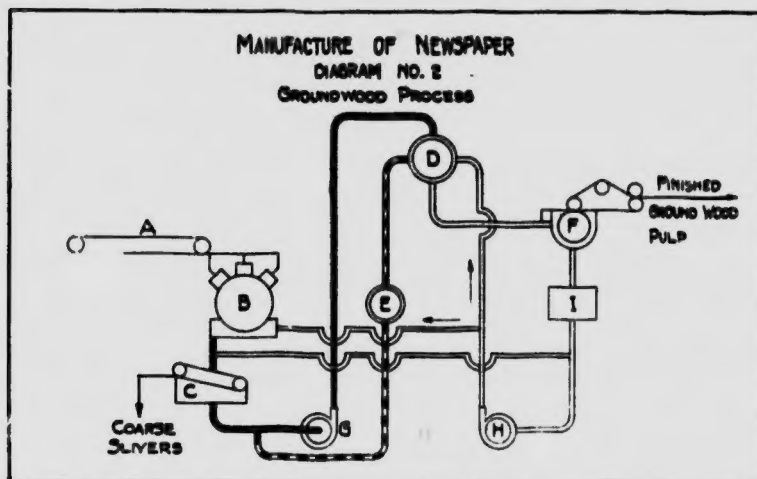 MANUFACTURE OF NEWSPAPER
DIAGRAM NO. 2
GROUNDWOOD PROCESS
D
FINISHED
GROUND WOOD
PULP
F
A
B
E
I
C
G
H
COARSE
SLIVERS